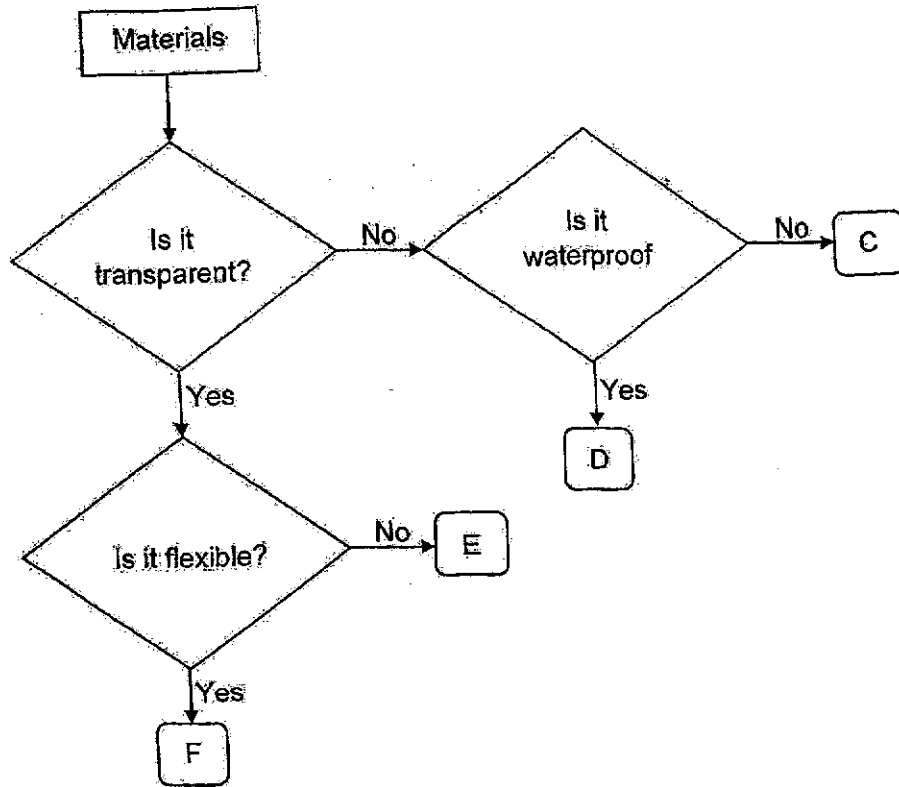 Materials
Is it
transparent?
No
Is it
waterproof
No
C
Yes
Yes
D
Is it flexible?
No
E
Yes
F